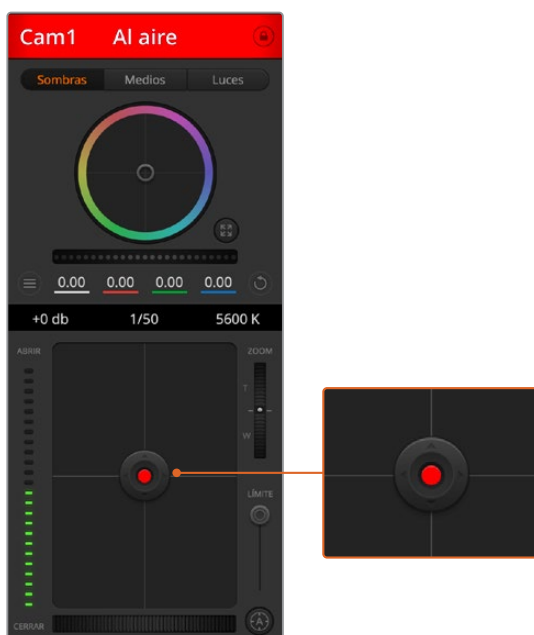 Cam1 Al aire
Sombras Medios Luces
0.00 0.00 0.00 0.00
+0 db 1/50 5600 K
ABRIR ZOOM
T
W
LÍMITE
CERRAR A